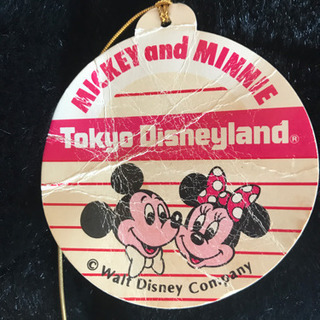 MICKEY and MINNIE
Tokyo Disneyland®
© Walt Disney Company